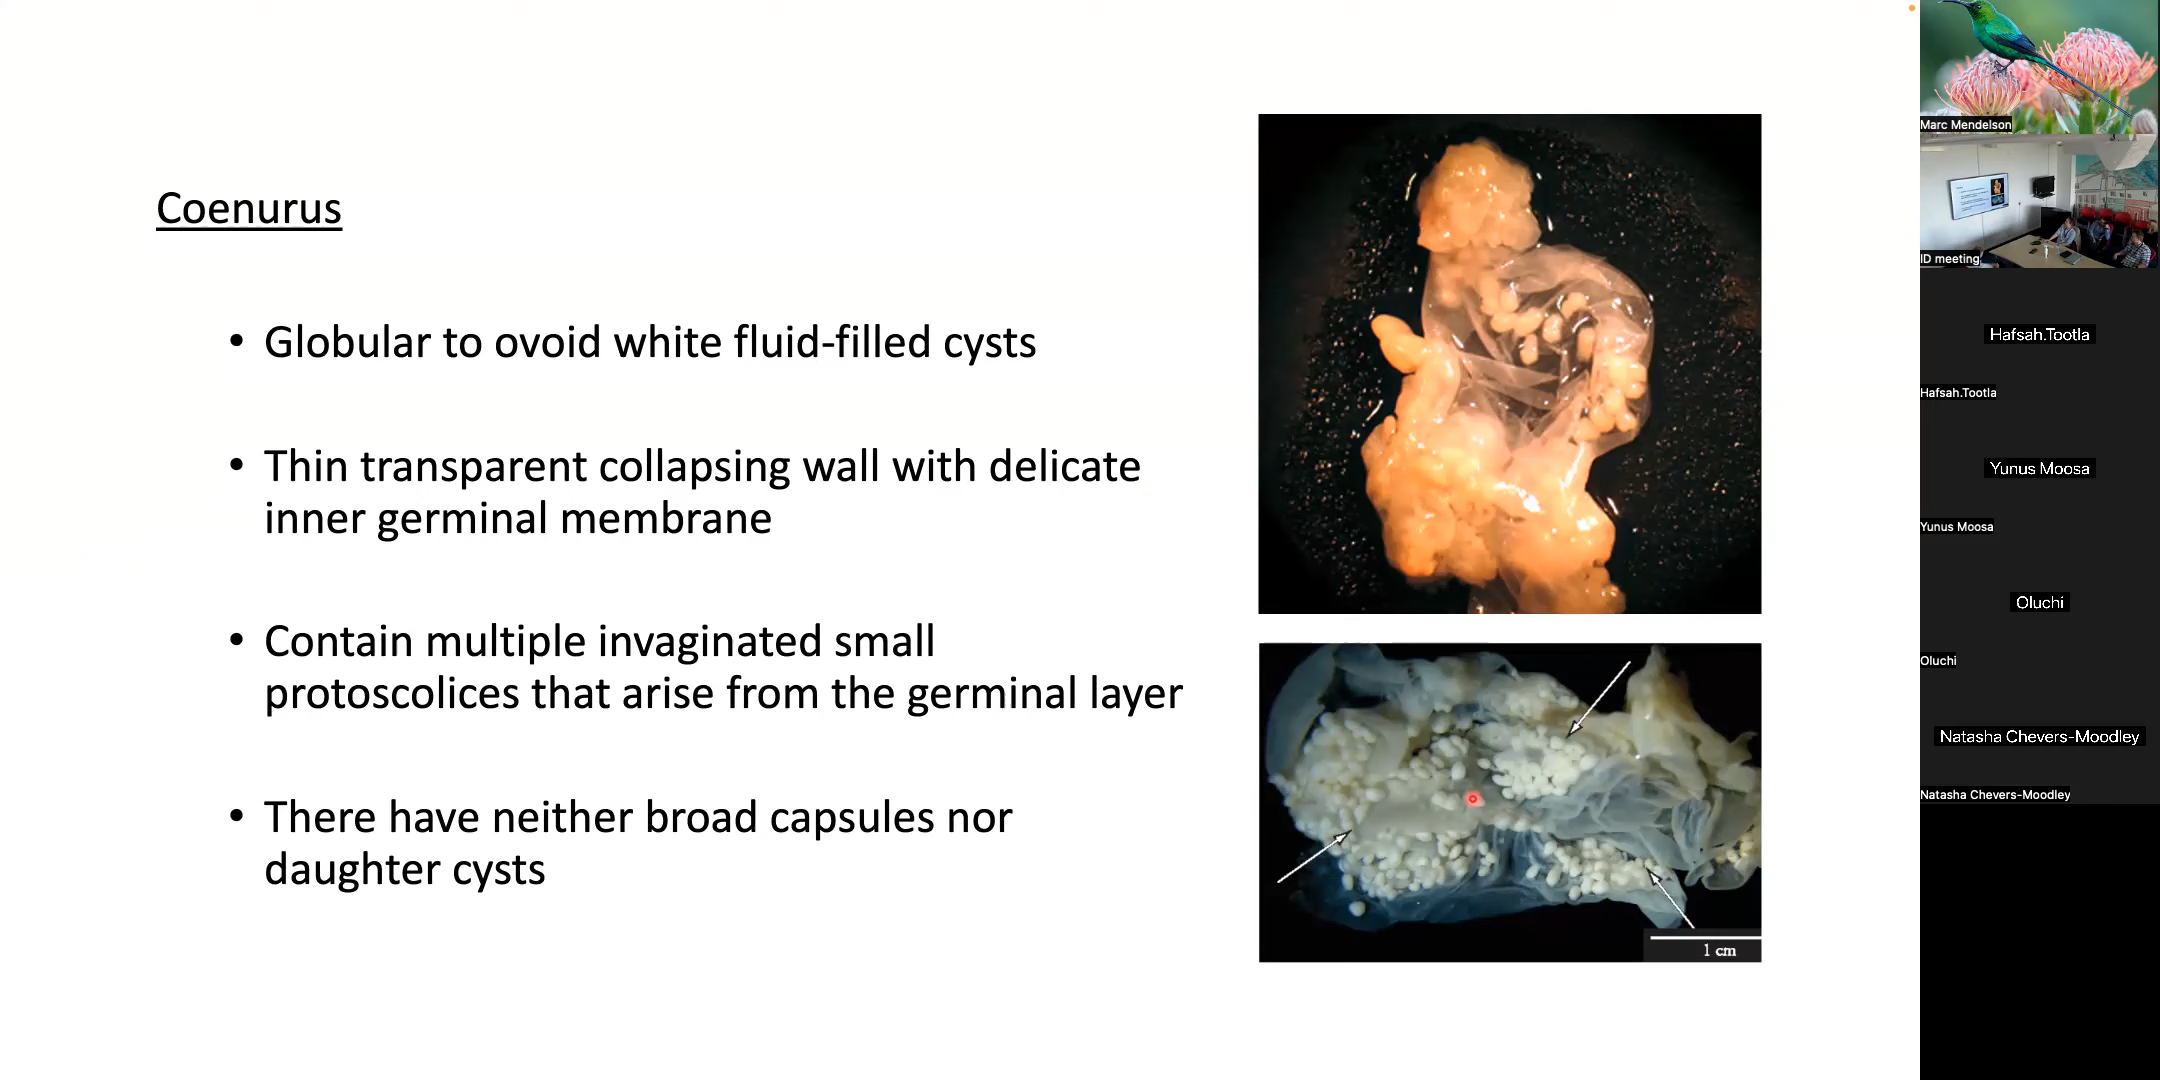 Coenurus
• Globular to ovoid white fluid-filled cysts
• Thin transparent collapsing wall with delicate
inner germinal membrane
• Contain multiple invaginated small
protoscolices that arise from the germinal layer
• There have neither broad capsules nor
daughter cysts
1 cm
Marc Mendelson
ID meeting
Hafsah.Tootla
Hafsah.Tootla
Yunus Moosa
Yunus Moosa
Oluchi
Oluchi
Natasha Chevers-Moodley
Natasha Chevers-Moodley